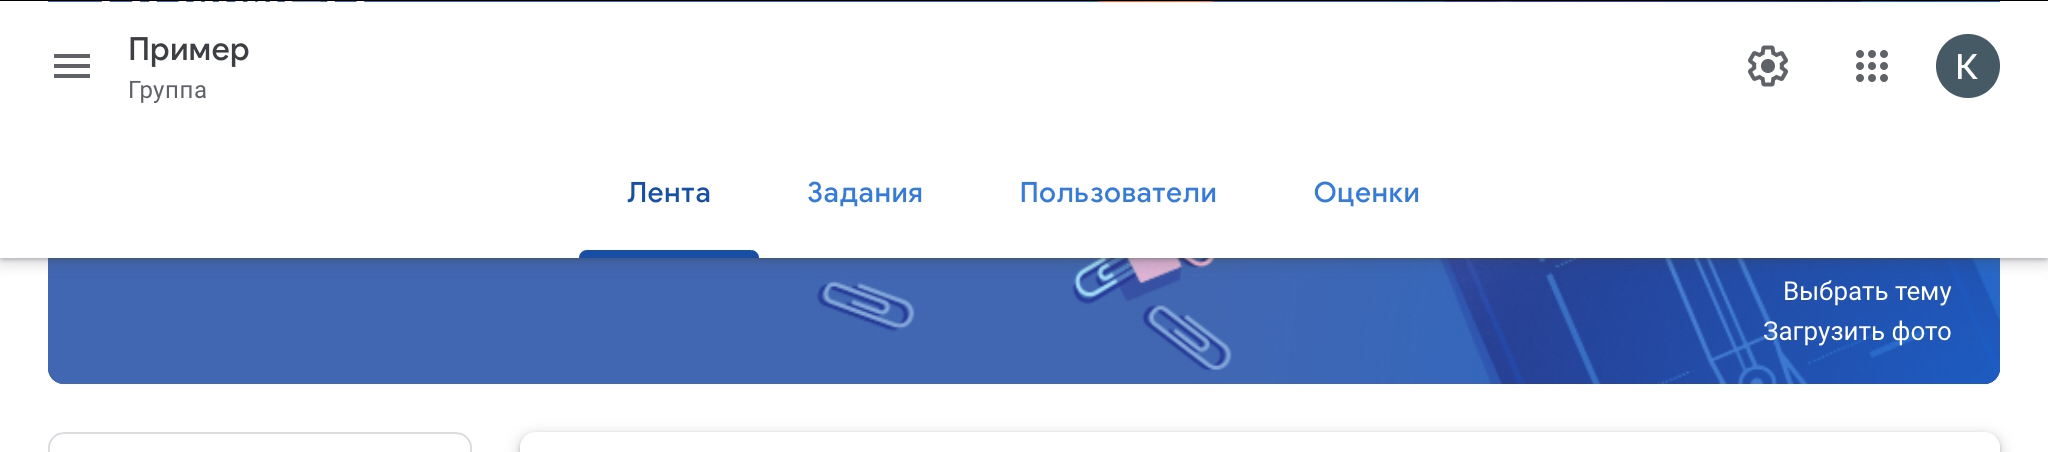 Пример
Группа
K
Лента
Задания
Пользователи
Оценки
Выбрать тему
Загрузить фото